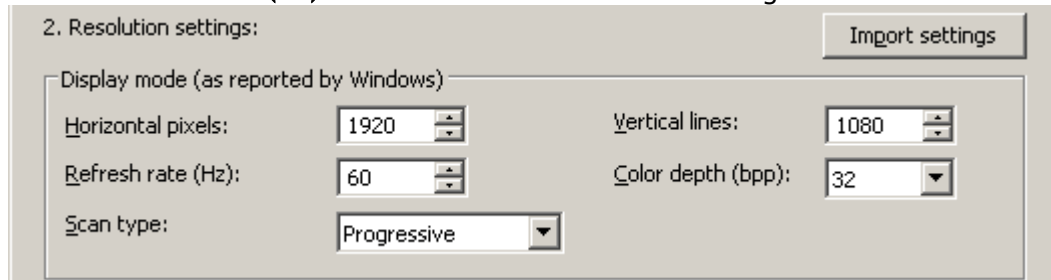 2. Resolution settings:
Import settings
Display mode (as reported by Windows)
Horizontal pixels: 1920 Vertical lines: 1080
Refresh rate (Hz): 60 Color depth (bpp): 32
Scan type: Progressive